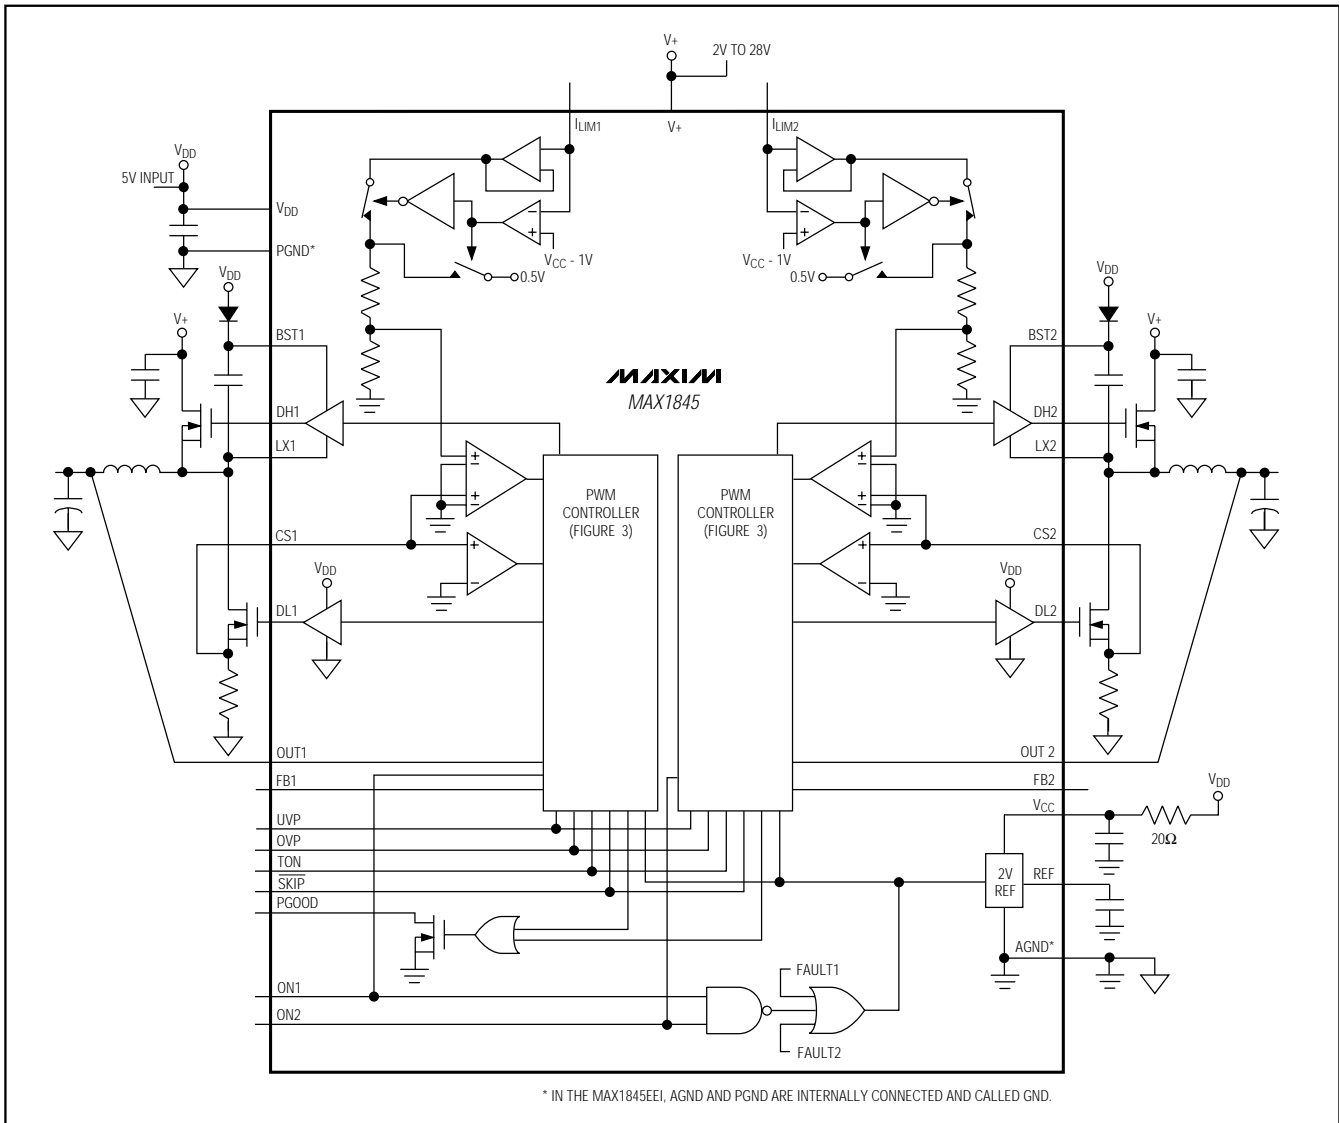 V+
2V TO 28V
ILIM1
V+
ILIM2
VDD
5V INPUT
VDD
PGND*
VCC - 1V
0.5V
VCC - 1V
0.5V
VDD
V+
BST1
VDD
V+
BST2
MAXIM
MAX1845
DH1
LX1
DH2
LX2
PWM
CONTROLLER
(FIGURE 3)
PWM
CONTROLLER
(FIGURE 3)
+
−
+
−
+
−
+
−
CS1
CS2
+
−
+
−
VDD
DL1
VDD
DL2
OUT1
OUT 2
FB1
FB2
VDD
VCC
20Ω
UVP
OVP
TON
SKIP
PGOOD
2V
REF
REF
AGND*
ON1
ON2
FAULT1
FAULT2
* IN THE MAX1845EEI, AGND AND PGND ARE INTERNALLY CONNECTED AND CALLED GND.